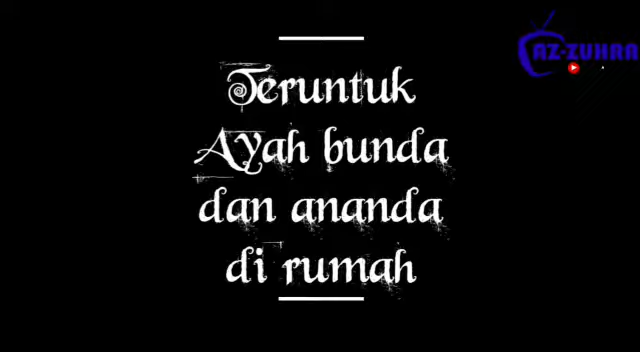 AZ-ZUHRA
Teruntuk
Ayah bunda
dan ananda
di rumah